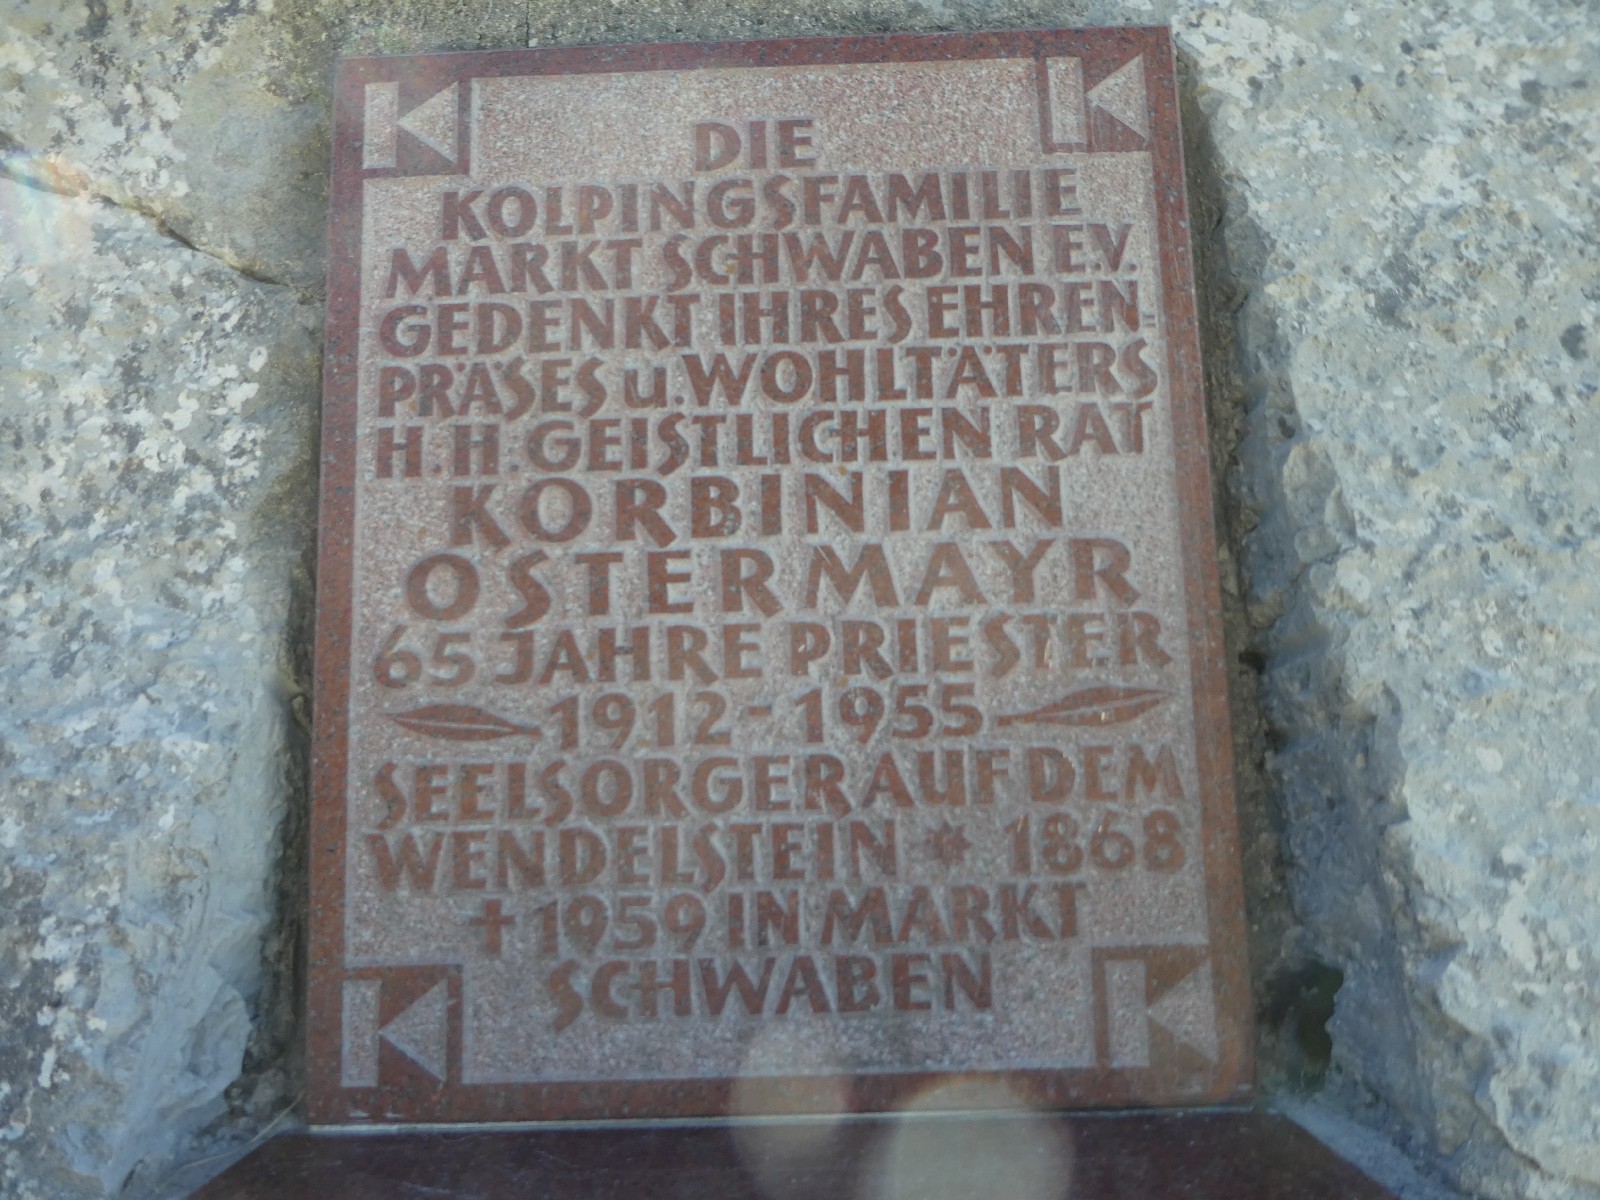 DIE
KOLPINGSFAMILIE
MARKT SCHWABEN E.V.
GEDENKT IHRES EHREN-
PRÄSES u. WOHLTÄTERS
H. H. GEISTLICHEN RAT
KORBINIAN
OSTERMAYR
65 JAHRE PRIESTER
1912 - 1955
SEELSORGER AUF DEM
WENDELSTEIN * 1868
† 1959 IN MARKT
SCHWABEN